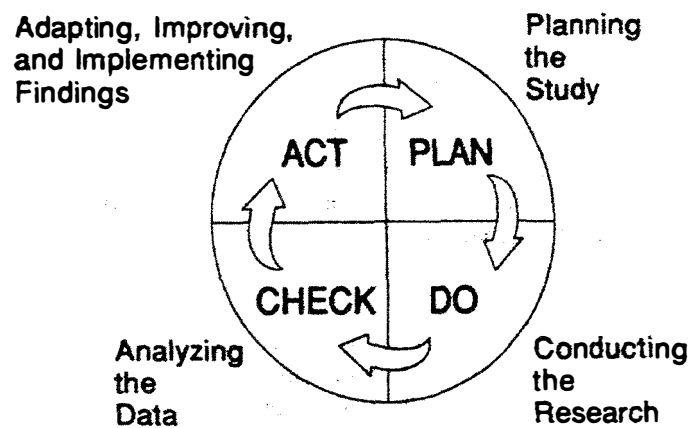 Adapting, Improving,
and Implementing
Findings
Planning
the
Study
ACT
PLAN
CHECK
DO
Analyzing
the
Data
Conducting
the
Research